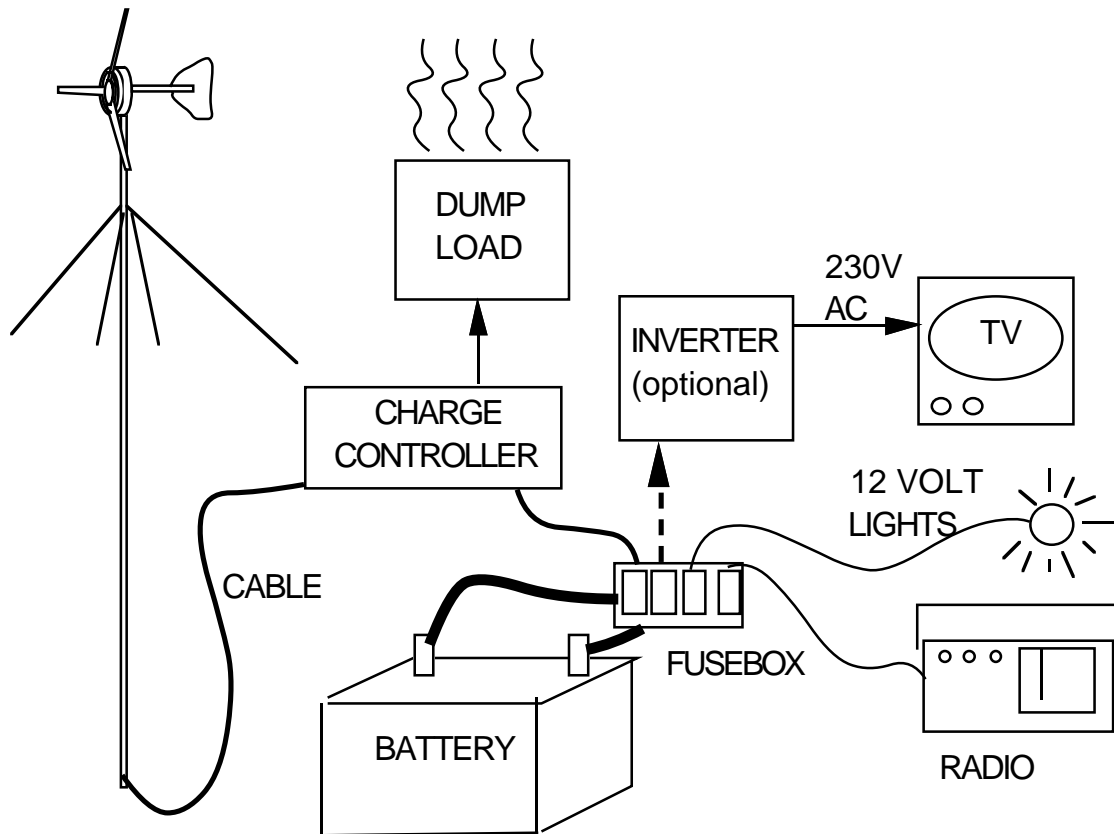 DUMP
LOAD
230V
AC
TV
INVERTER
(optional)
CHARGE
CONTROLLER
12 VOLT
LIGHTS
CABLE
FUSEBOX
BATTERY
RADIO